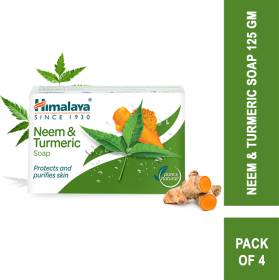 Himalaya
SINCE 1930
Neem &
Turmeric
Soap
Protects and
purifies skin
NEEM & TURMERIC SOAP 125 GM
PACK
OF 4